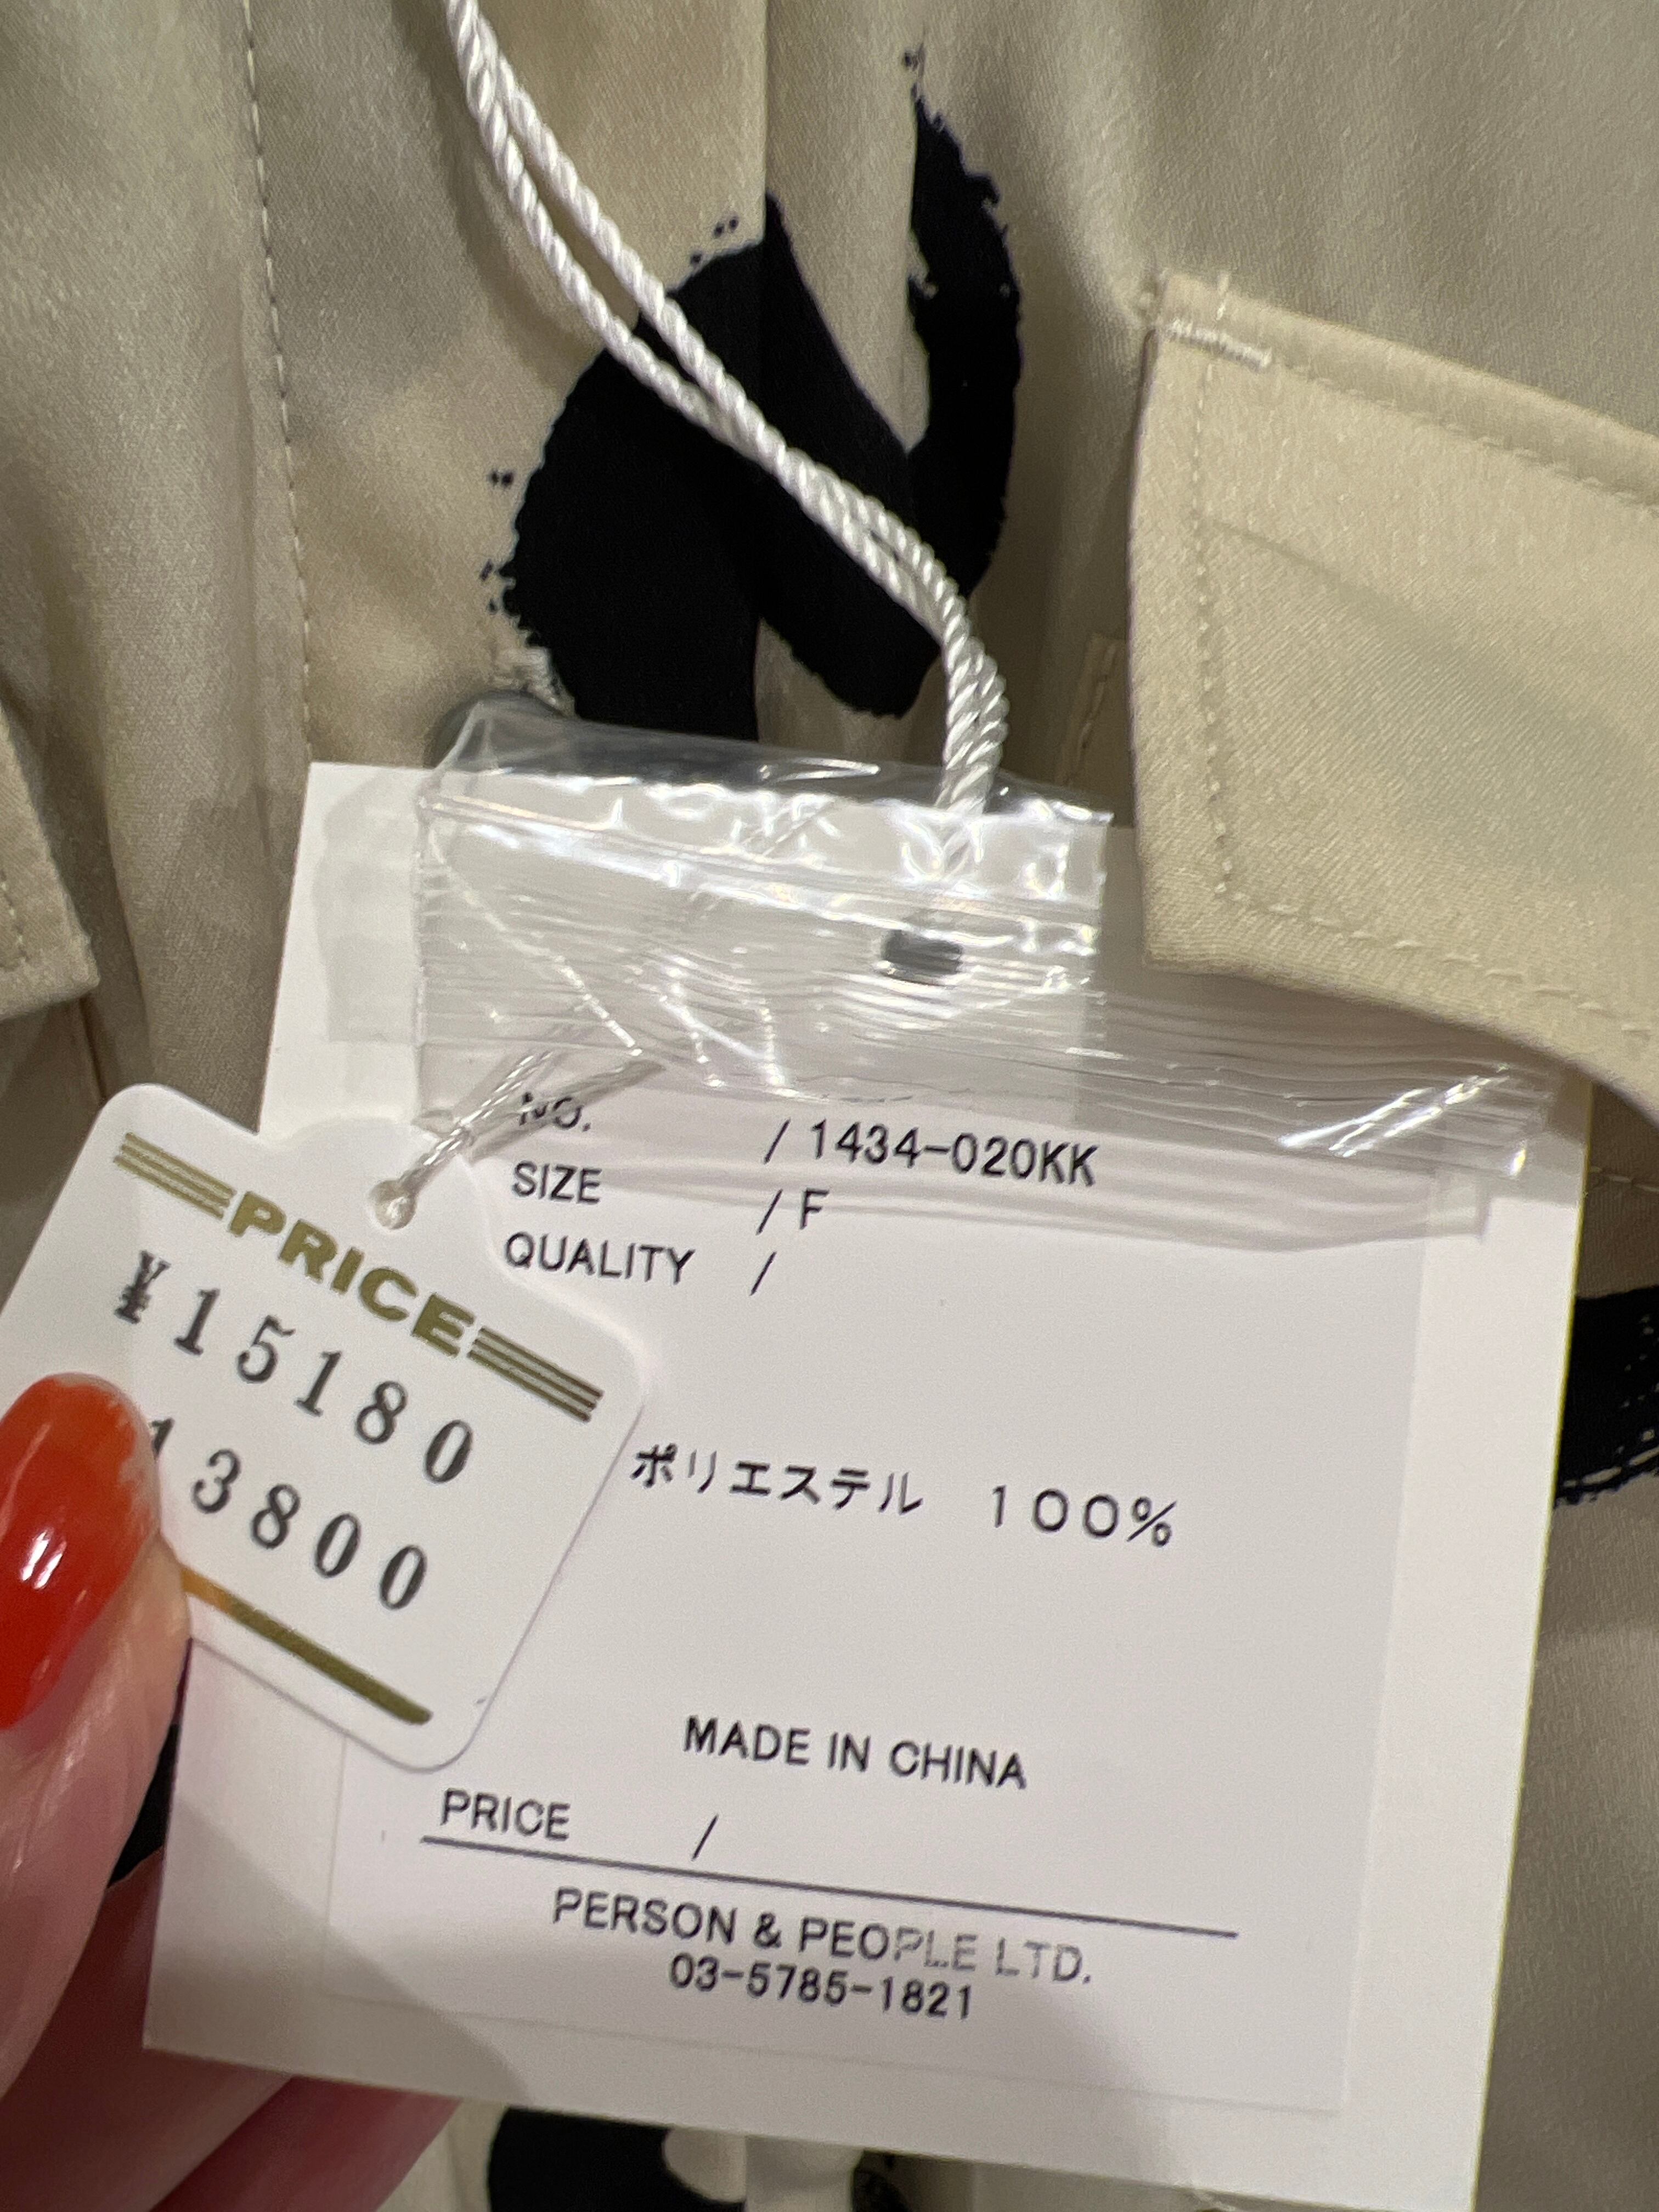 NO. / 1434-020KK
SIZE / F
QUALITY /
PRICE
¥15180
13800
ポリエステル 100%
MADE IN CHINA
PRICE /
PERSON & PEOPLE LTD.
03-5785-1821